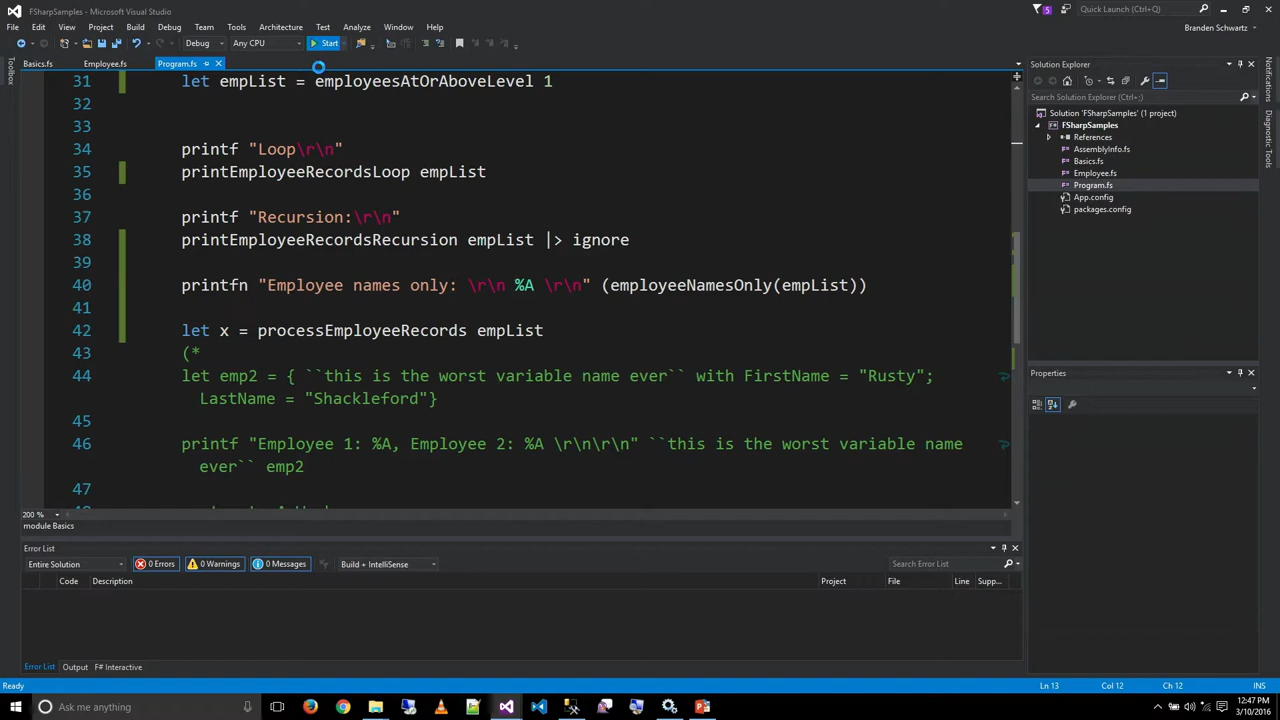 FSharpSamples - Microsoft Visual Studio
5
Quick Launch (Ctrl+Q)
File Edit View Project Build Debug Team Tools Architecture Test Analyze Window Help
Branden Schwartz
Debug Any CPU Start
Basics.fs Employee.fs Program.fs
Toolbox
31 let empList = employeesAtOrAboveLevel 1
32
33
34 printf "Loop\r\n"
35 printEmployeeRecordsLoop empList
36
37 printf "Recursion:\r\n"
38 printEmployeeRecordsRecursion empList |> ignore
39
40 printfn "Employee names only: \r\n %A \r\n" (employeeNamesOnly(empList))
41
42 let x = processEmployeeRecords empList
43 (*
44 let emp2 = { ``this is the worst variable name ever`` with FirstName = "Rusty";
LastName = "Shackleford"}
45
46 printf "Employee 1: %A, Employee 2: %A \r\n\r\n" ``this is the worst variable name
ever`` emp2
47
200 %
module Basics
Solution Explorer
Search Solution Explorer (Ctrl+;)
Solution 'FSharpSamples' (1 project)
FSharpSamples
References
AssemblyInfo.fs
Basics.fs
Employee.fs
Program.fs
App.config
packages.config
Notifications
Diagnostic Tools
Properties
Error List
Entire Solution 0 Errors 0 Warnings 0 Messages Build + IntelliSense Search Error List
Code Description Project File Line Supp...
Error List Output F# Interactive
Ready Ln 13 Col 12 Ch 12 INS
Ask me anything
12:47 PM
3/10/2016